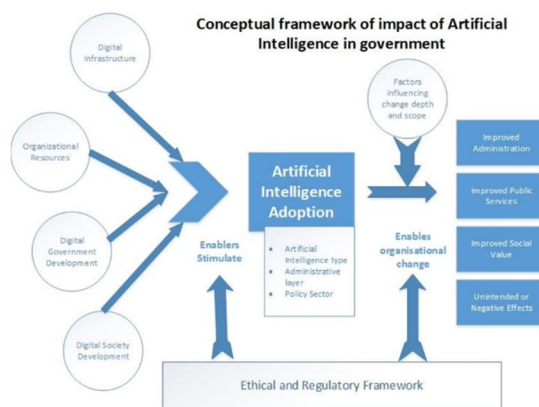 Conceptual framework of impact of Artificial
Intelligence in government
Digital
Infrastructure
Organizational
Resources
Digital
Government
Development
Digital Society
Development
Enablers
Stimulate
Artificial
Intelligence
Adoption
• Artificial
Intelligence type
• Administrative
layer
• Policy Sector
Factors
influencing
change depth
and scope
Enables
organisational
change
Improved
Administration
Improved Public
Services
Improved Social
Value
Unintended or
Negative Effects
Ethical and Regulatory Framework